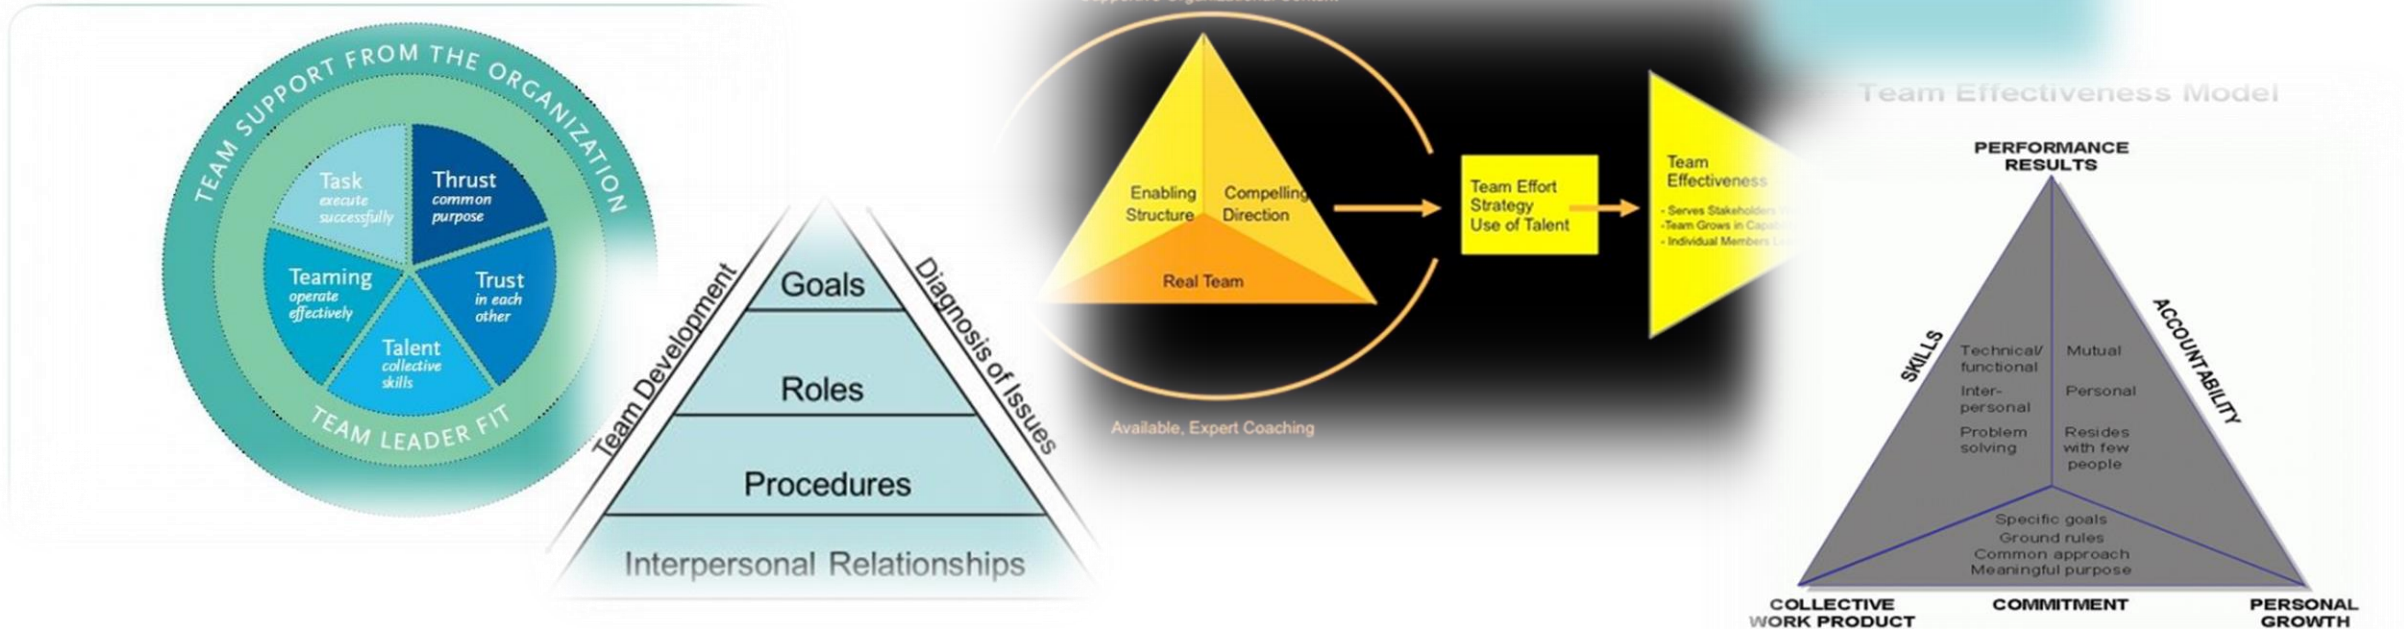 TEAM SUPPORT FROM THE ORGANIZATION
Task
execute
successfully
Thrust
common
purpose
Teaming
operate
effectively
Trust
in each
other
Talent
collective
skills
TEAM LEADER FIT
Team Development
Diagnosis of Issues
Goals
Roles
Procedures
Interpersonal Relationships
Enabling
Structure
Compelling
Direction
Real Team
Available, Expert Coaching
Team Effort
Strategy
Use of Talent
Team
Effectiveness
- Serves Stakeholders
-Team Grows in
- Individual Members
Team Effectiveness Model
PERFORMANCE
RESULTS
SKILLS
ACCOUNTABILITY
Technical/
functional
Inter-
personal
Problem
solving
Mutual
Personal
Resides
with few
people
Specific goals
Ground rules
Common approach
Meaningful purpose
COLLECTIVE
WORK PRODUCT
COMMITMENT
PERSONAL
GROWTH